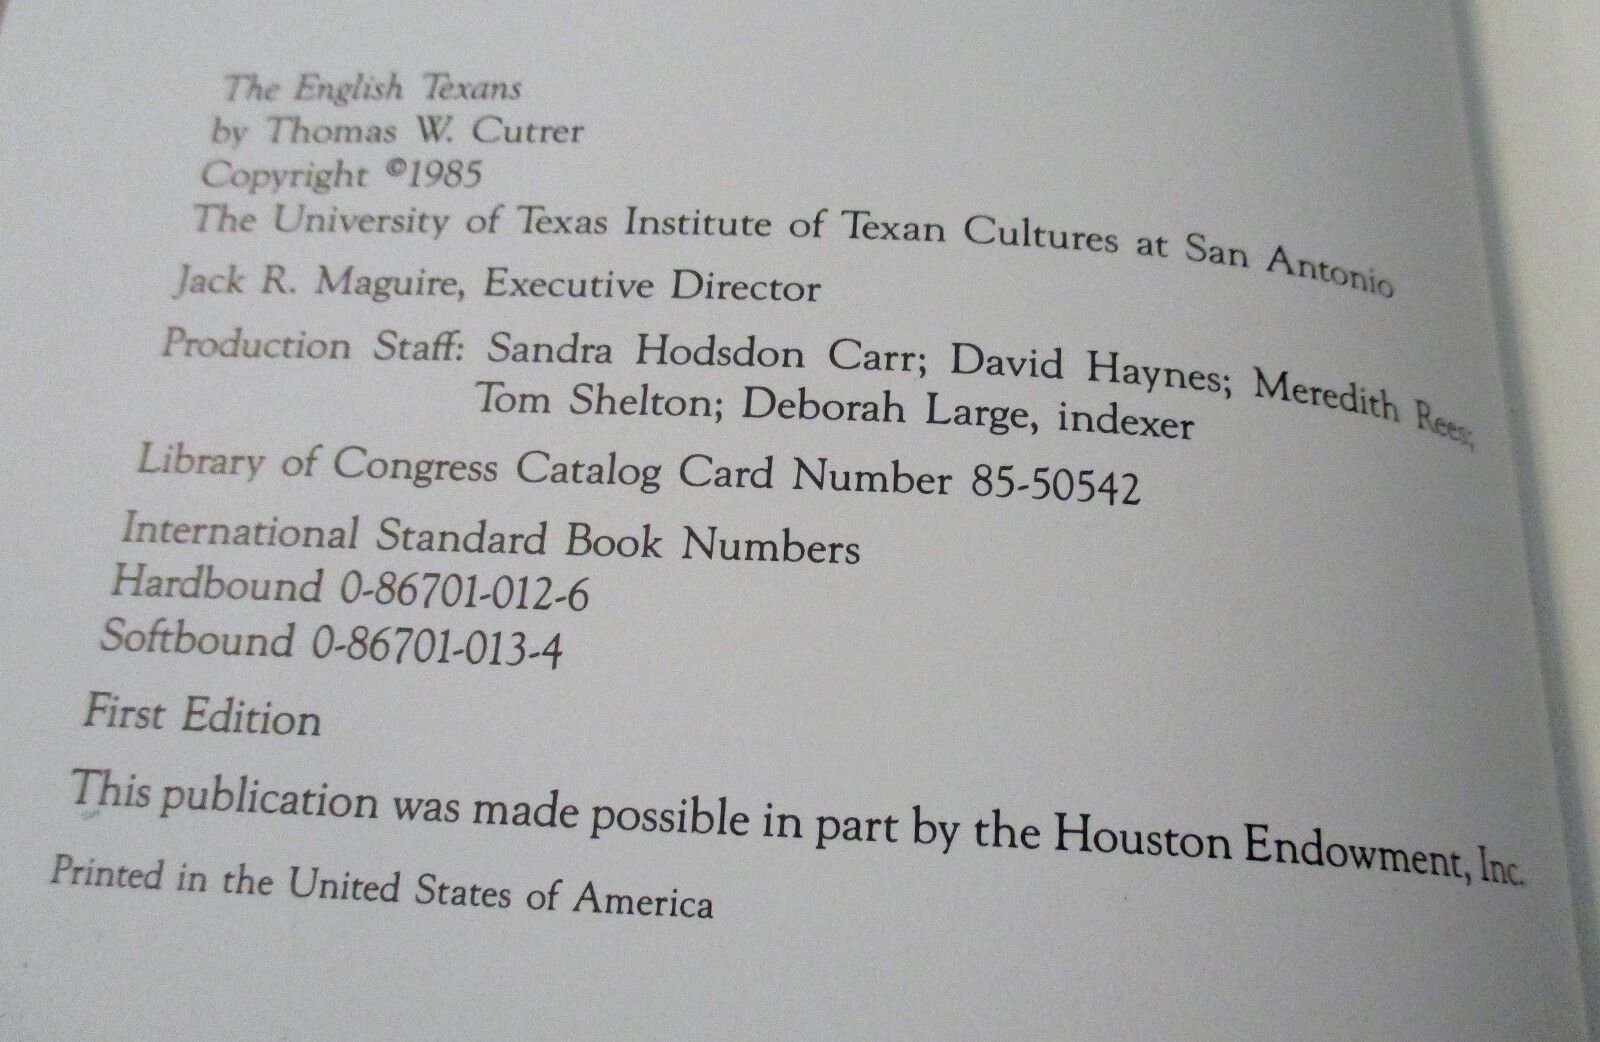 The English Texans
by Thomas W. Cutrer
Copyright ©1985
The University of Texas Institute of Texan Cultures at San Antonio
Jack R. Maguire, Executive Director
Production Staff: Sandra Hodsdon Carr; David Haynes; Meredith Rees;
Tom Shelton; Deborah Large, indexer
Library of Congress Catalog Card Number 85-50542
International Standard Book Numbers
Hardbound 0-86701-012-6
Softbound 0-86701-013-4
First Edition
This publication was made possible in part by the Houston Endowment, Inc.
Printed in the United States of America